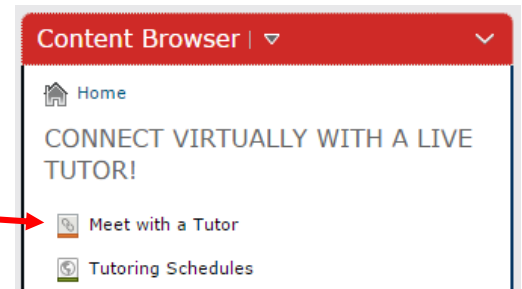 Content Browser
Home
CONNECT VIRTUALLY WITH A LIVE
TUTOR!
Meet with a Tutor
Tutoring Schedules